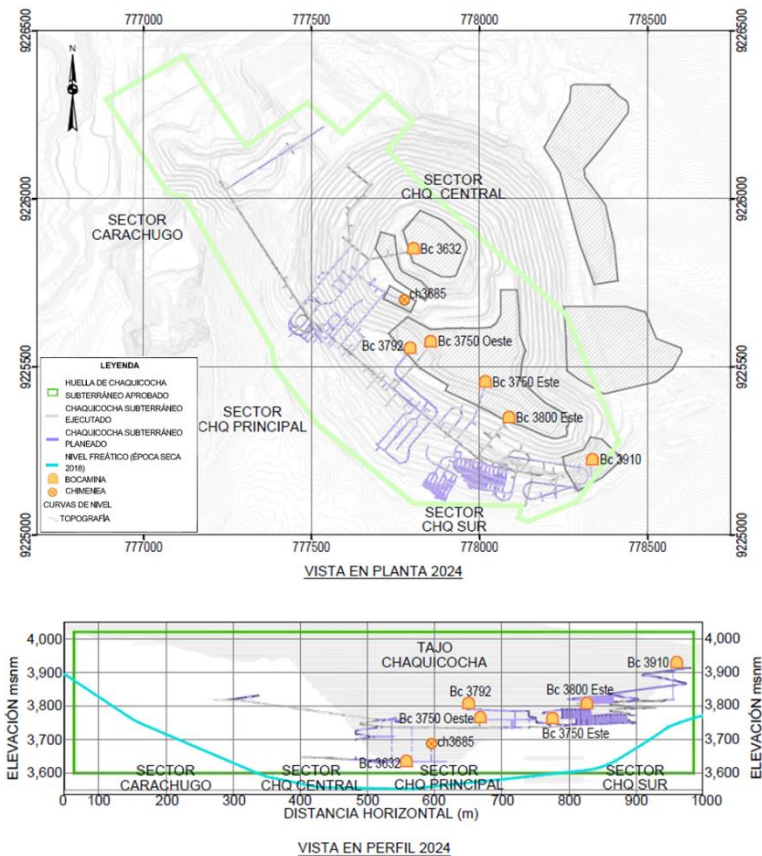 777000
777500
778000
778500
9226500
9226500
N
SECTOR
CHQ CENTRAL
9226000
9226000
SECTOR
CARACHUGO
Bc 3632
ch3685
Bc 3792
Bc 3750 Oeste
9225500
9225500
Bc 3750 Este
Bc 3800 Este
SECTOR
CHQ PRINCIPAL
Bc 3910
LEYENDA
HUELLA DE CHAQUICOCHA
SUBTERRÁNEO APROBADO
CHAQUICOCHA SUBTERRÁNEO
EJECUTADO
CHAQUICOCHA SUBTERRÁNEO
PLANEADO
NIVEL FREÁTICO (ÉPOCA SECA
2018)
BOCAMINA
CHIMENEA
CURVAS DE NIVEL
TOPOGRAFÍA
SECTOR
CHQ SUR
9225000
9225000
777000
777500
778000
778500
VISTA EN PLANTA 2024
ELEVACIÓN msnm
4,000
3,900
3,800
3,700
3,600
TAJO
CHAQUICOCHA
Bc 3910
Bc 3792
Bc 3800 Este
Bc 3750 Oeste
Bc 3750 Este
ch3685
Bc 3632
4,000
3,900
3,800
3,700
3,600
ELEVACIÓN msnm
SECTOR
CARACHUGO
SECTOR
CHQ CENTRAL
SECTOR
CHQ PRINCIPAL
SECTOR
CHQ SUR
0 100 200 300 400 500 600 700 800 900 1000
DISTANCIA HORIZONTAL (m)
VISTA EN PERFIL 2024